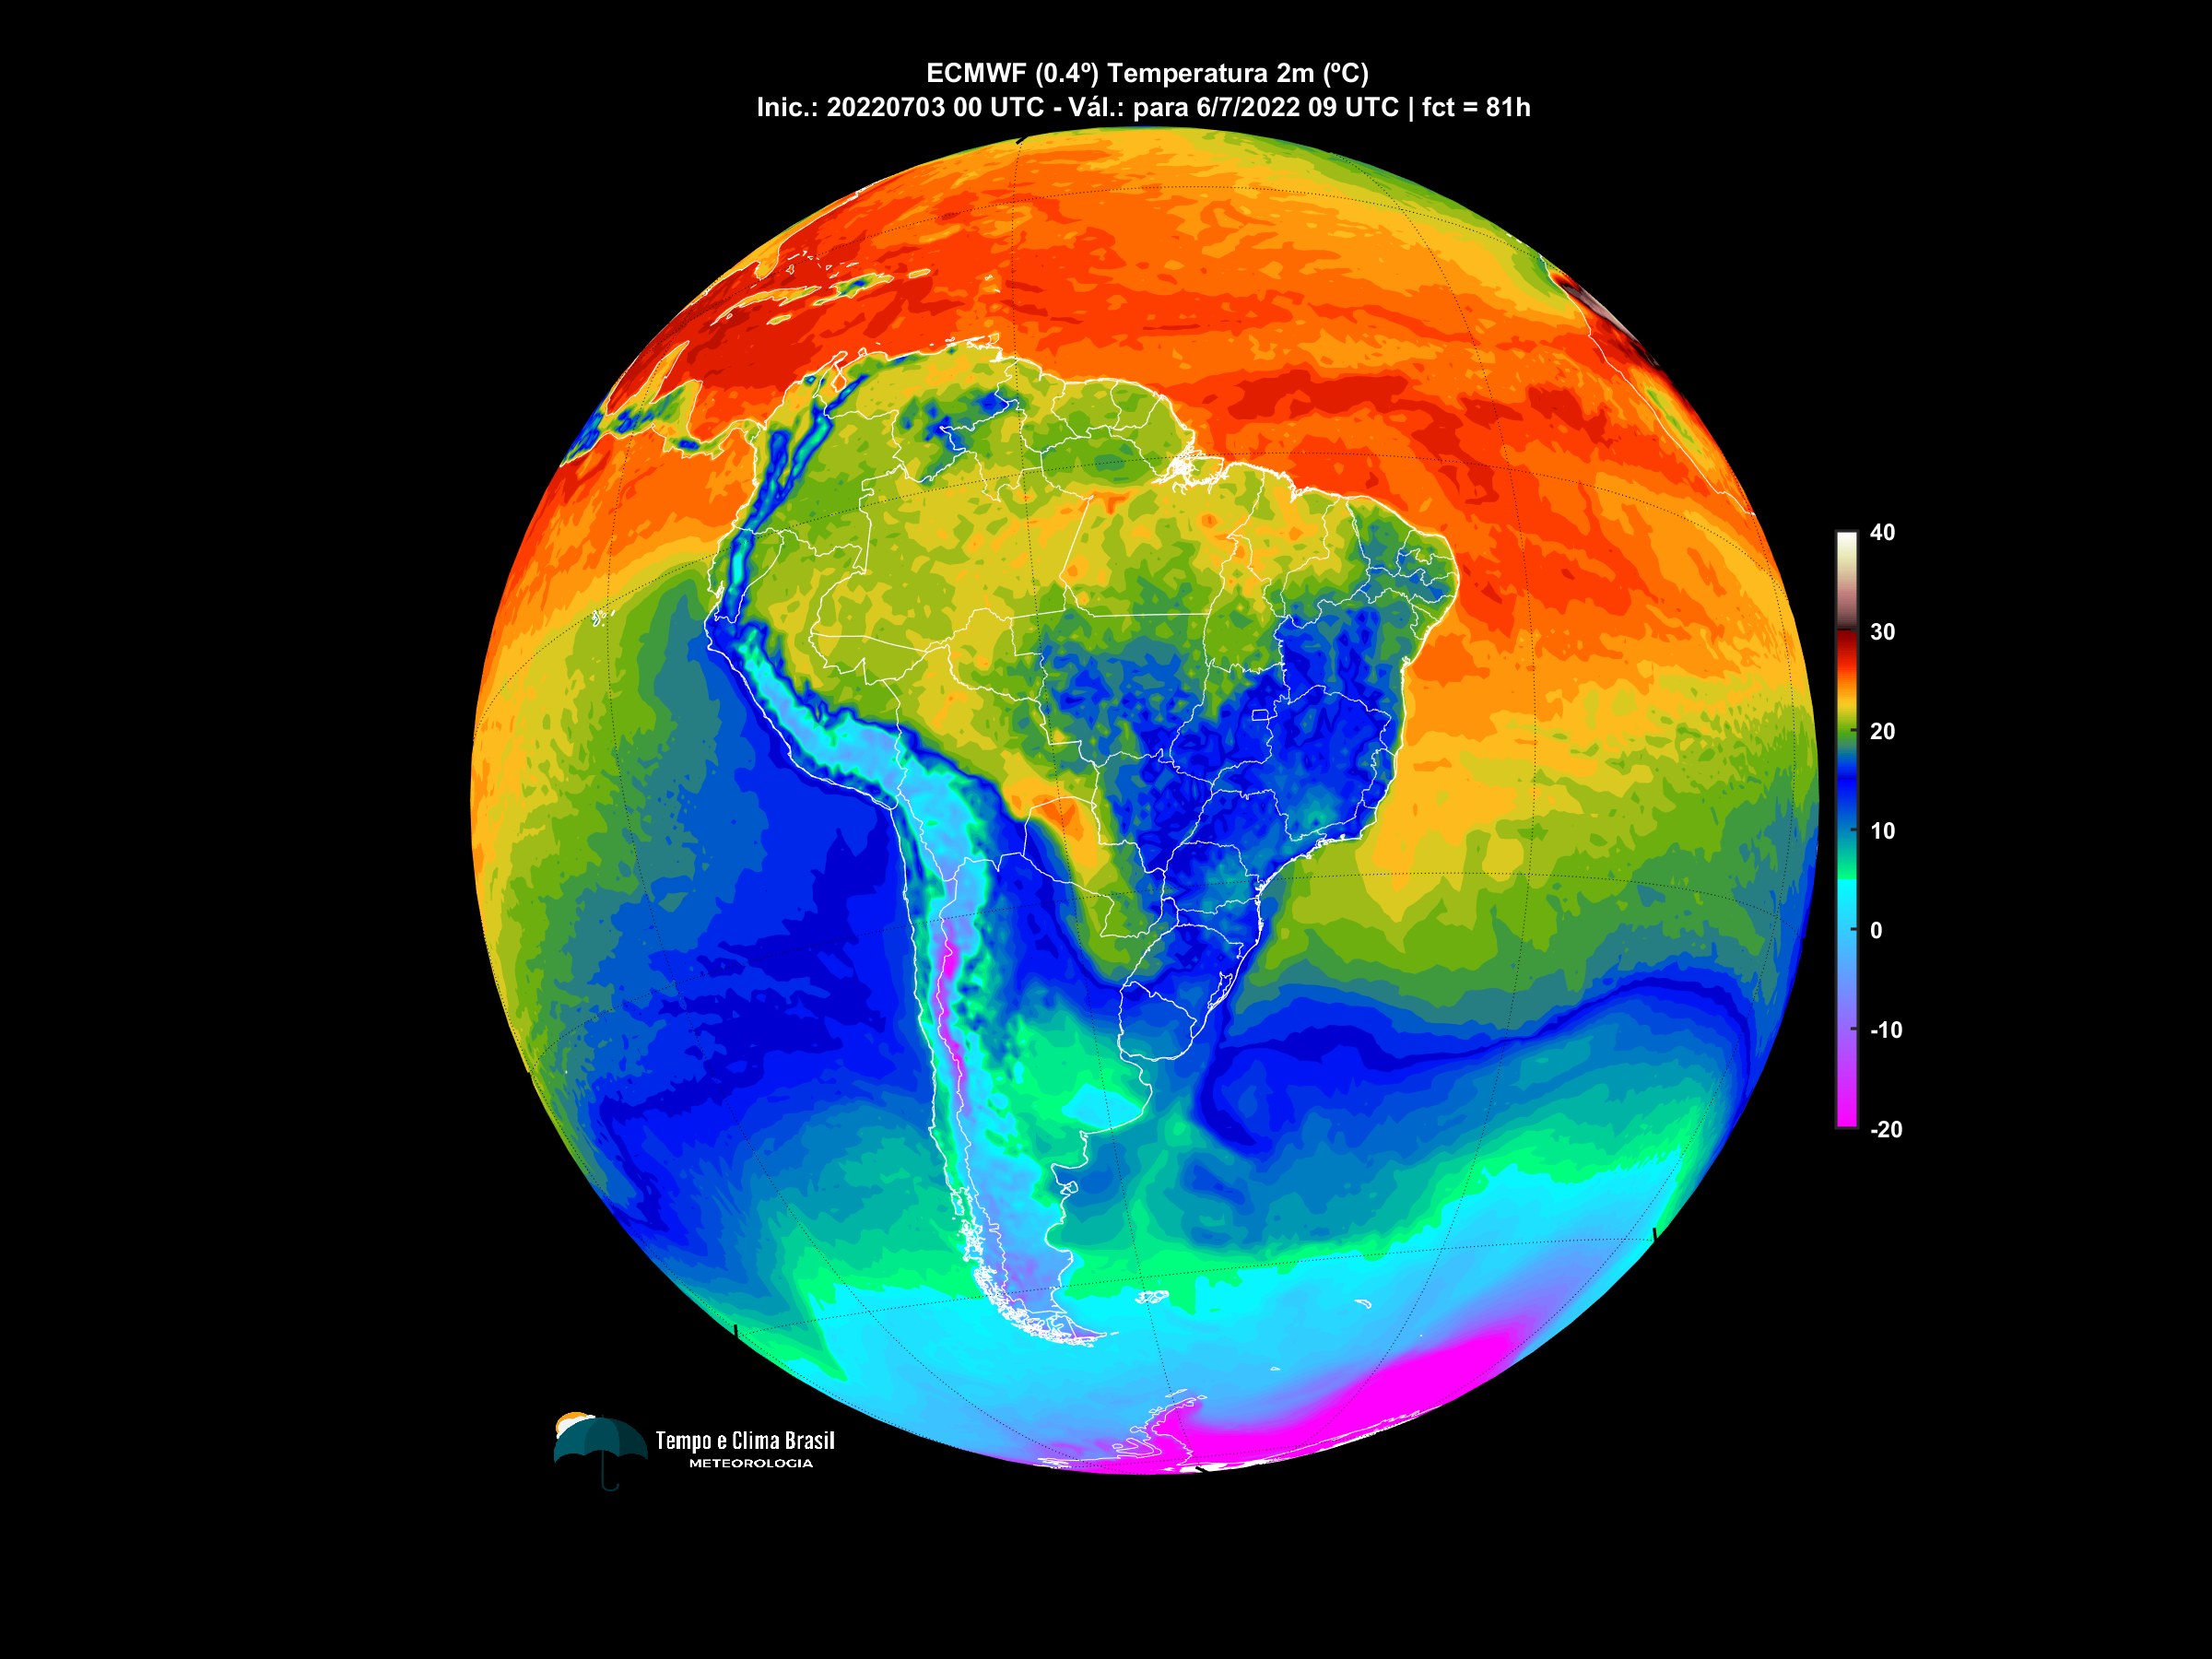 ECMWF (0.4º) Temperatura 2m (ºC)
Inic.: 20220703 00 UTC - Vál.: para 6/7/2022 09 UTC | fct = 81h
40
30
20
10
0
-10
-20
Tempo e Clima Brasil
METEOROLOGIA